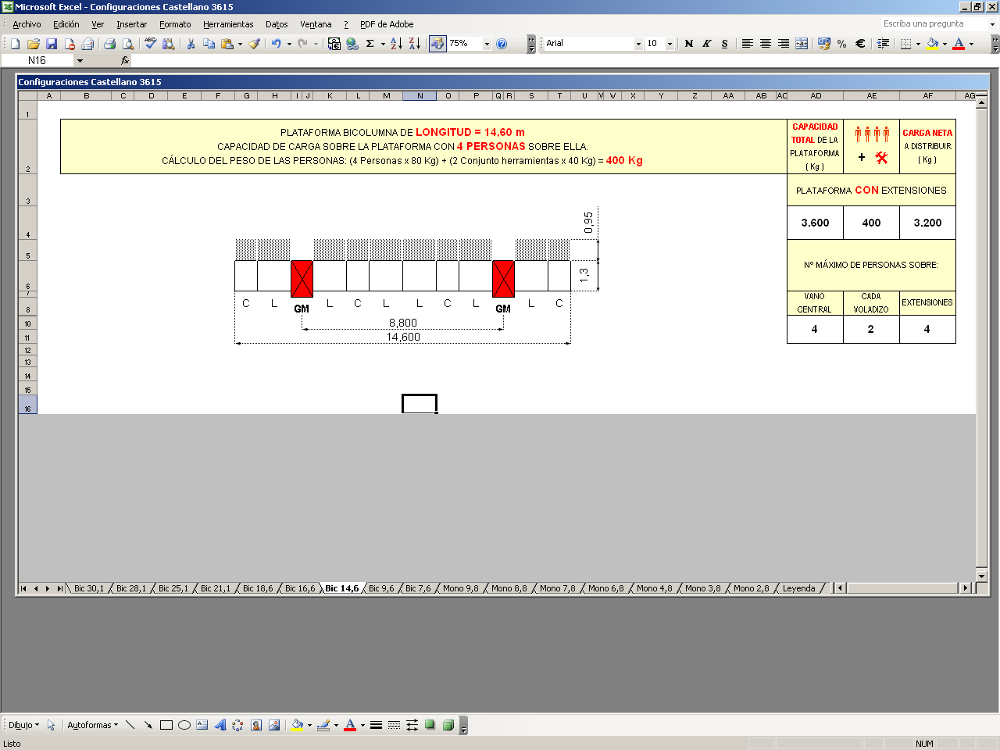 Microsoft Excel - Configuraciones Castellano 3615
Archivo Edición Ver Insertar Formato Herramientas Datos Ventana ? PDF de Adobe
Escriba una pregunta
75% Arial 10 N K S % €
N16 fx
Configuraciones Castellano 3615
A B C D E F G H I J K L M N O P Q R S T U V W X Y Z AA AB AC AD AE AF AG
1
2
3
4
5
6
7
8
10
11
12
13
14
15
16
PLATAFORMA BICOLUMNA DE LONGITUD = 14,60 m
CAPACIDAD DE CARGA SOBRE LA PLATAFORMA CON 4 PERSONAS SOBRE ELLA.
CÁLCULO DEL PESO DE LAS PERSONAS: (4 Personas x 80 Kg) + (2 Conjunto herramientas x 40 Kg) = 400 Kg
CAPACIDAD
TOTAL DE LA
PLATAFORMA
( Kg )
+
CARGA NETA
A DISTRIBUIR
( Kg )
PLATAFORMA CON EXTENSIONES
3.600 400 3.200
Nº MÁXIMO DE PERSONAS SOBRE:
VANO
CENTRAL
CADA
VOLADIZO
EXTENSIONES
4 2 4
0,95
1,3
C L GM L C L L C L GM L C
8,800
14,600
Bic 30,1 Bic 28,1 Bic 25,1 Bic 21,1 Bic 18,6 Bic 16,6 Bic 14,6 Bic 9,6 Bic 7,6 Mono 9,8 Mono 8,8 Mono 7,8 Mono 6,8 Mono 4,8 Mono 3,8 Mono 2,8 Leyenda
Dibujo Autoformas
Listo
NUM